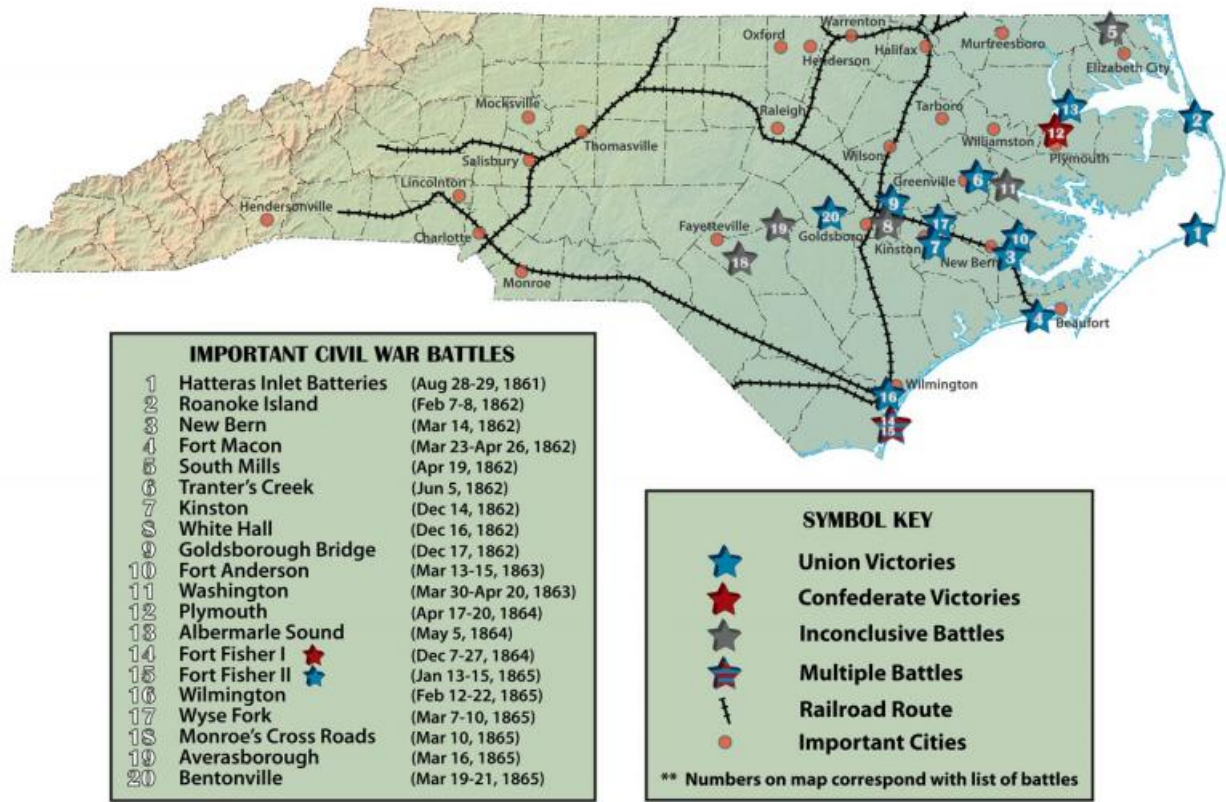 Warrenton
Oxford
Henderson
Halifax
Murfreesboro
5
Elizabeth City
Mocksville
Raleigh
Tarboro
13
2
Thomasville
Williamston
12
Plymouth
Salisbury
Wilson
Lincolnton
Greenville
6
11
Hendersonville
9
20
Fayetteville
19
Goldsboro
8
17
10
1
Charlotte
18
Kinston
7
New Bern
3
Monroe
4
Beaufort
Wilmington
16
14
15
IMPORTANT CIVIL WAR BATTLES
1 Hatteras Inlet Batteries (Aug 28-29, 1861)
2 Roanoke Island (Feb 7-8, 1862)
3 New Bern (Mar 14, 1862)
4 Fort Macon (Mar 23-Apr 26, 1862)
5 South Mills (Apr 19, 1862)
6 Tranter's Creek (Jun 5, 1862)
7 Kinston (Dec 14, 1862)
8 White Hall (Dec 16, 1862)
9 Goldsborough Bridge (Dec 17, 1862)
10 Fort Anderson (Mar 13-15, 1863)
11 Washington (Mar 30-Apr 20, 1863)
12 Plymouth (Apr 17-20, 1864)
13 Albermarle Sound (May 5, 1864)
14 Fort Fisher I (Dec 7-27, 1864)
15 Fort Fisher II (Jan 13-15, 1865)
16 Wilmington (Feb 12-22, 1865)
17 Wyse Fork (Mar 7-10, 1865)
18 Monroe's Cross Roads (Mar 10, 1865)
19 Averasborough (Mar 16, 1865)
20 Bentonville (Mar 19-21, 1865)
SYMBOL KEY
Union Victories
Confederate Victories
Inconclusive Battles
Multiple Battles
Railroad Route
Important Cities
** Numbers on map correspond with list of battles